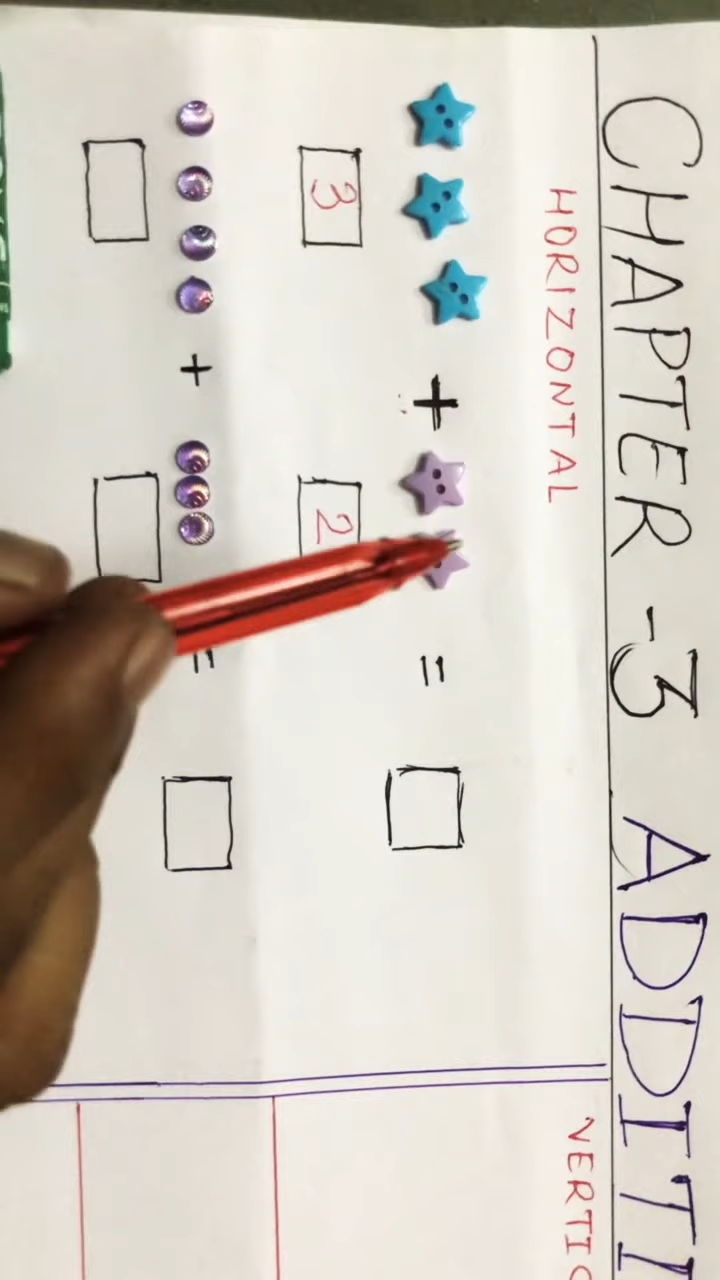 CHAPTER-3 ADDITI
HORIZONTAL
+ =
3 2
+ =
VERTIC